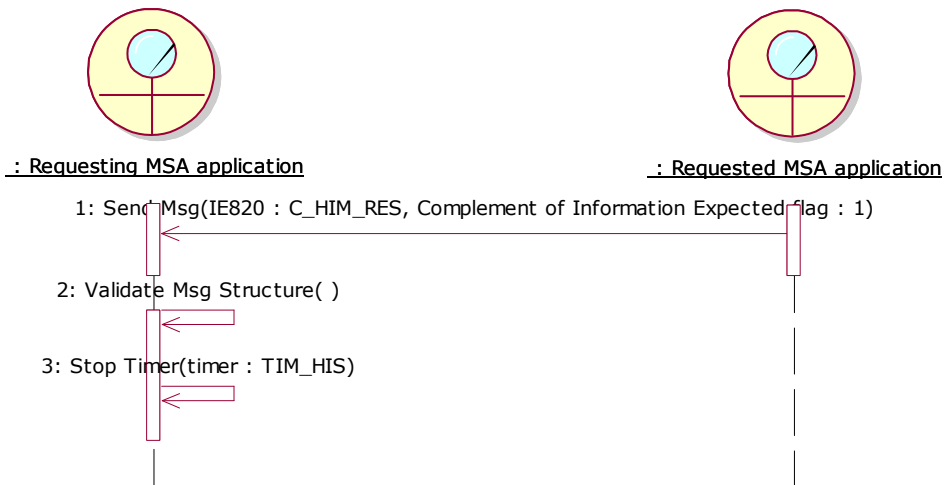 : Requesting MSA application
: Requested MSA application
1: Send Msg(IE820 : C_HIM_RES, Complement of Information Expected flag : 1)
2: Validate Msg Structure( )
3: Stop Timer(timer : TIM_HIS)